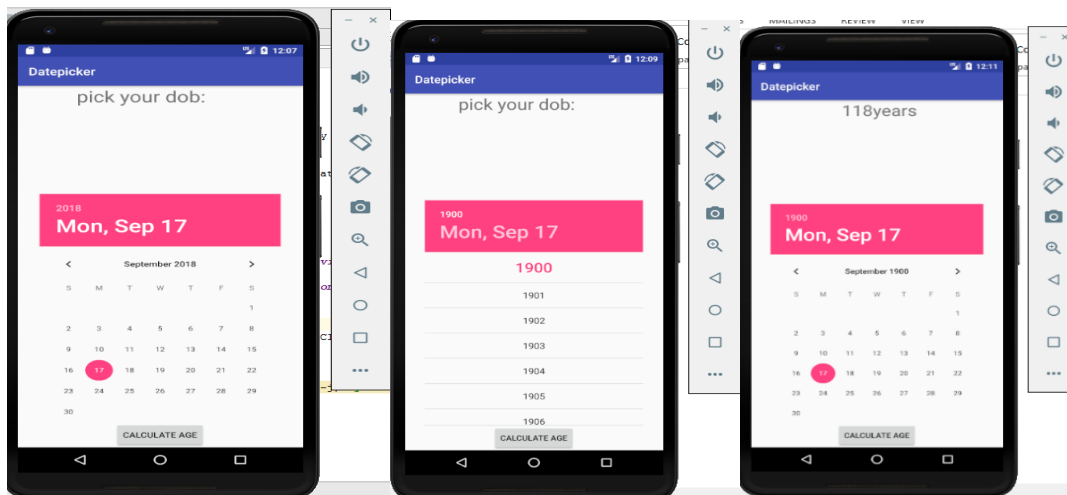 12:07
Datepicker
pick your dob:
2018
Mon, Sep 17
September 2018
S M T W T F S
1
2 3 4 5 6 7 8
9 10 11 12 13 14 15
16 17 18 19 20 21 22
23 24 25 26 27 28 29
30
CALCULATE AGE
12:09
Datepicker
pick your dob:
1900
Mon, Sep 17
1900
1901
1902
1903
1904
1905
1906
CALCULATE AGE
MAILINGS REVIEW VIEW
12:11
Datepicker
118years
1900
Mon, Sep 17
September 1900
S M T W T F S
1
2 3 4 5 6 7 8
9 10 11 12 13 14 15
16 17 18 19 20 21 22
23 24 25 26 27 28 29
30
CALCULATE AGE